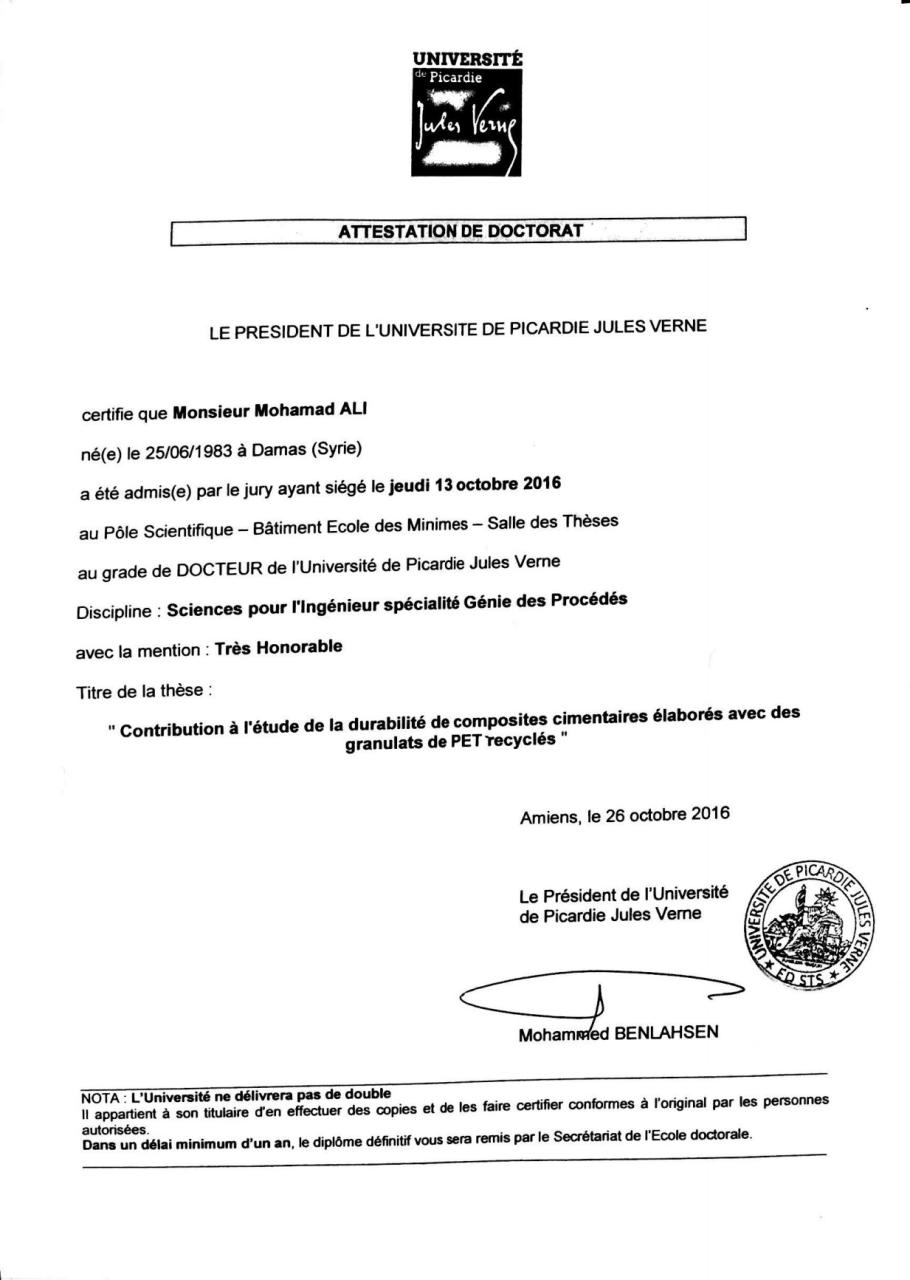 UNIVERSITÉ
de Picardie
Jules Verne
ATTESTATION DE DOCTORAT
LE PRESIDENT DE L'UNIVERSITE DE PICARDIE JULES VERNE
certifie que Monsieur Mohamad ALI
né(e) le 25/06/1983 à Damas (Syrie)
a été admis(e) par le jury ayant siégé le jeudi 13 octobre 2016
au Pôle Scientifique – Bâtiment Ecole des Minimes – Salle des Thèses
au grade de DOCTEUR de l'Université de Picardie Jules Verne
Discipline : Sciences pour l'Ingénieur spécialité Génie des Procédés
avec la mention : Très Honorable
Titre de la thèse :
" Contribution à l'étude de la durabilité de composites cimentaires élaborés avec des
granulats de PET recyclés "
Amiens, le 26 octobre 2016
Le Président de l'Université
de Picardie Jules Verne
UNIVERSITE DE PICARDIE JULES VERNE
★ ED STS ★
Mohammed BENLAHSEN
NOTA : L'Université ne délivrera pas de double
Il appartient à son titulaire d'en effectuer des copies et de les faire certifier conformes à l'original par les personnes
autorisées.
Dans un délai minimum d'un an, le diplôme définitif vous sera remis par le Secrétariat de l'Ecole doctorale.